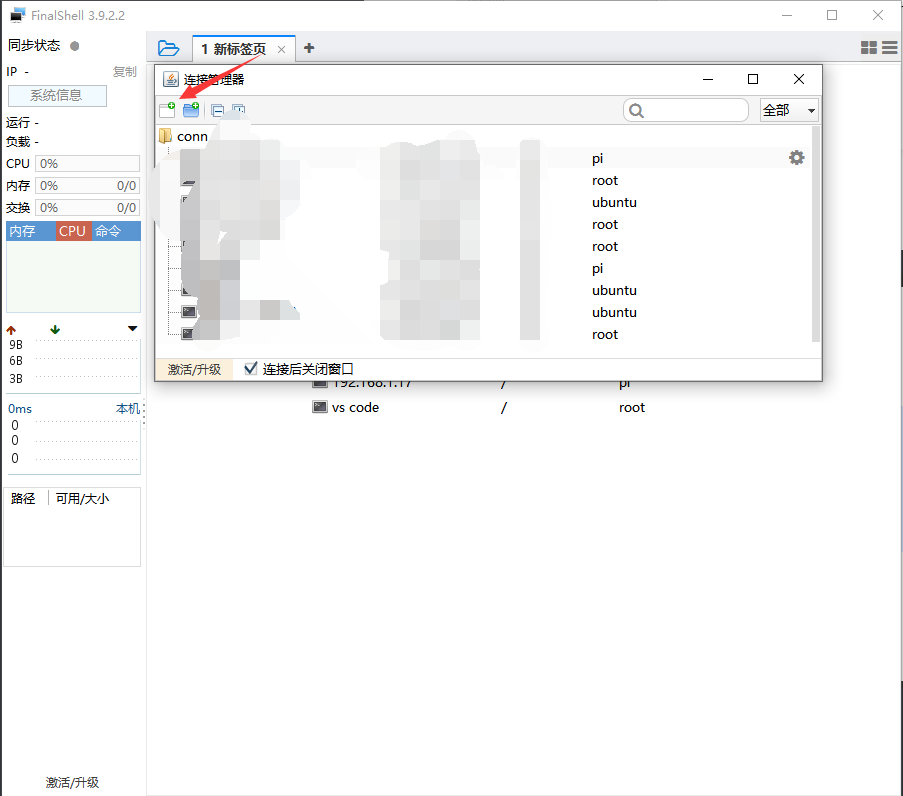 FinalShell 3.9.2.2
同步状态
IP -
复制
系统信息
运行 -
负载 -
CPU 0%
内存 0% 0/0
交换 0% 0/0
内存 CPU 命令
9B
6B
3B
0ms 本机
0
0
0
路径 可用/大小
激活/升级
1 新标签页
连接管理器
全部
conn
pi
root
ubuntu
root
root
pi
ubuntu
ubuntu
root
激活/升级 连接后关闭窗口
192.168.1.17 / pi
vs code / root